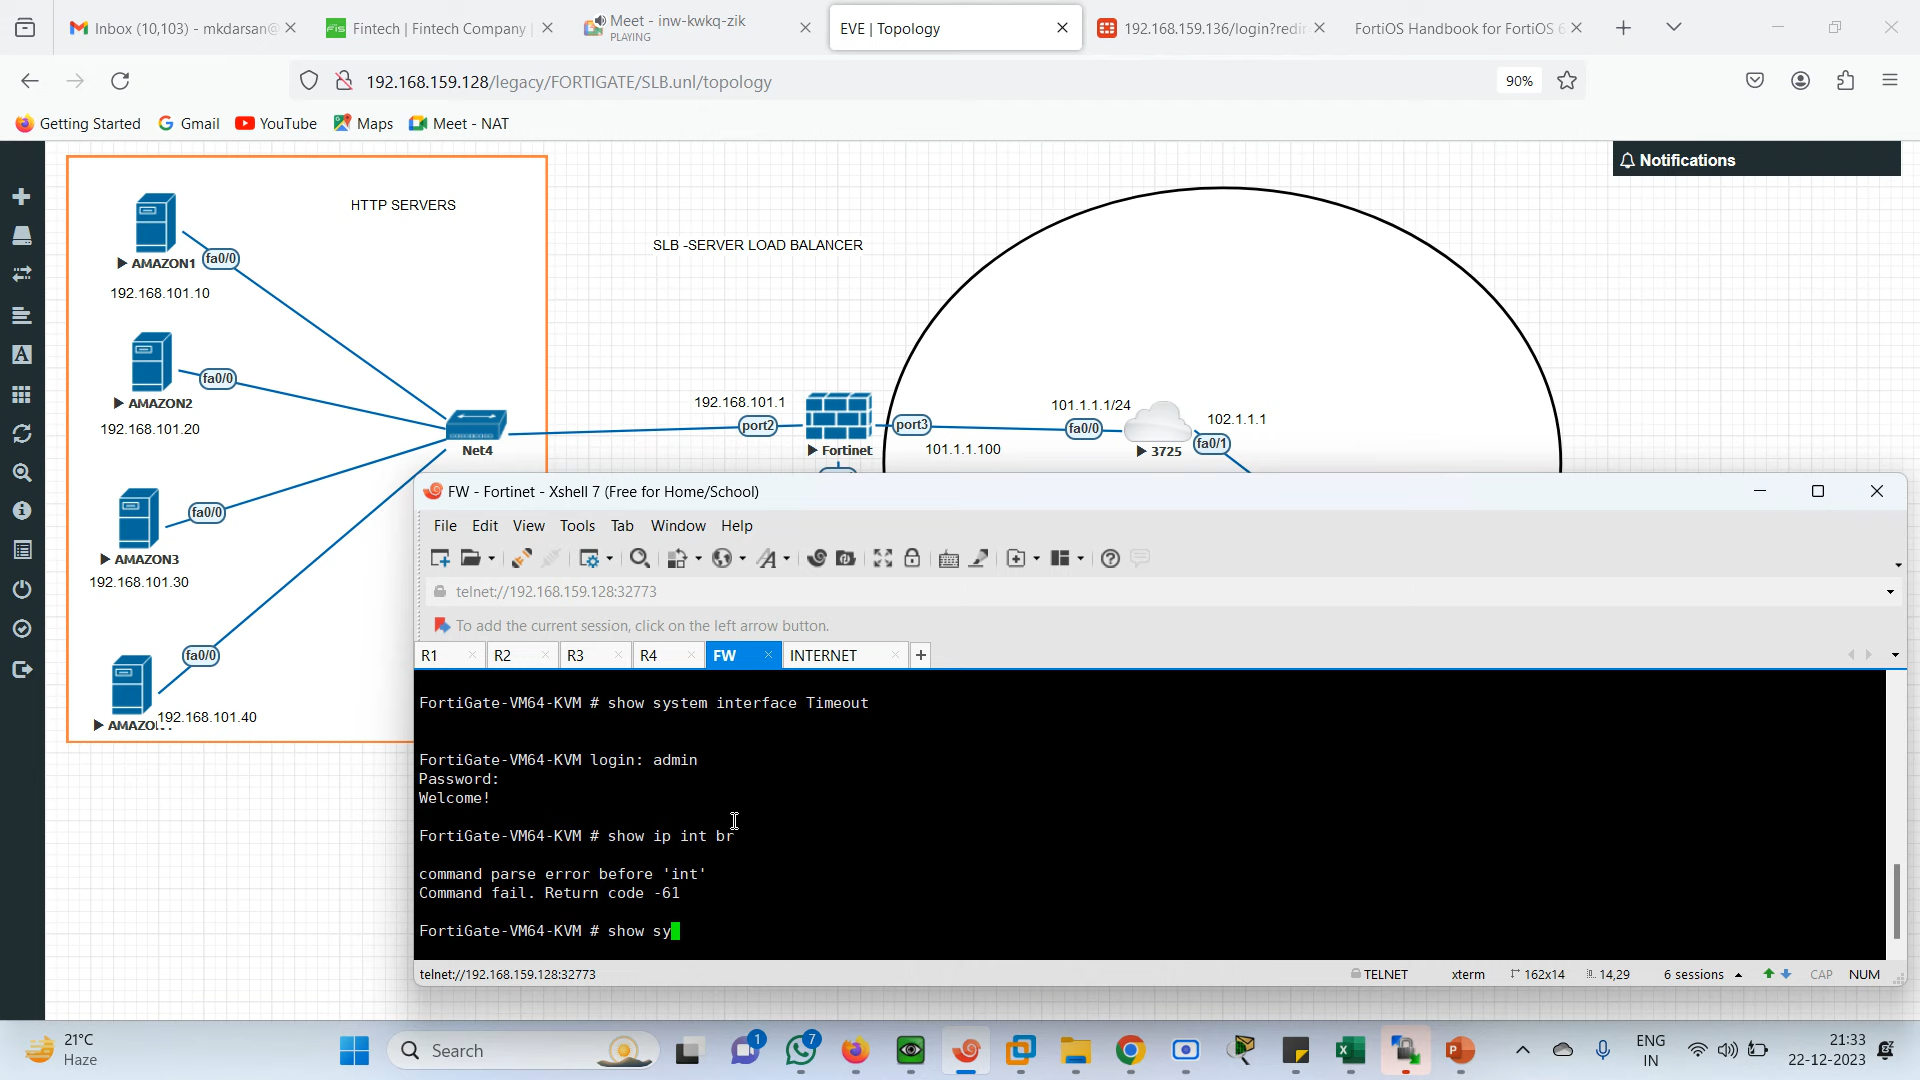 Inbox (10,103) - mkdarsan@
Fintech | Fintech Company |
Meet - inw-kwkq-zik
PLAYING
EVE | Topology
192.168.159.136/login?redir
FortiOS Handbook for FortiOS 6
192.168.159.128/legacy/FORTIGATE/SLB.unl/topology
90%
Getting Started
Gmail
YouTube
Maps
Meet - NAT
Notifications
HTTP SERVERS
SLB -SERVER LOAD BALANCER
AMAZON1
fa0/0
192.168.101.10
AMAZON2
fa0/0
192.168.101.20
AMAZON3
fa0/0
192.168.101.30
fa0/0
192.168.101.40
Net4
192.168.101.1
port2
Fortinet
port3
101.1.1.100
101.1.1.1/24
fa0/0
3725
102.1.1.1
fa0/1
FW - Fortinet - Xshell 7 (Free for Home/School)
File Edit View Tools Tab Window Help
telnet://192.168.159.128:32773
To add the current session, click on the left arrow button.
R1 R2 R3 R4 FW INTERNET
FortiGate-VM64-KVM # show system interface Timeout
FortiGate-VM64-KVM login: admin
Password:
Welcome!
FortiGate-VM64-KVM # show ip int br
command parse error before 'int'
Command fail. Return code -61
FortiGate-VM64-KVM # show sy
telnet://192.168.159.128:32773
TELNET xterm 162x14 14,29 6 sessions CAP NUM
21°C
Haze
Search
1
7
ENG
IN
21:33
22-12-2023